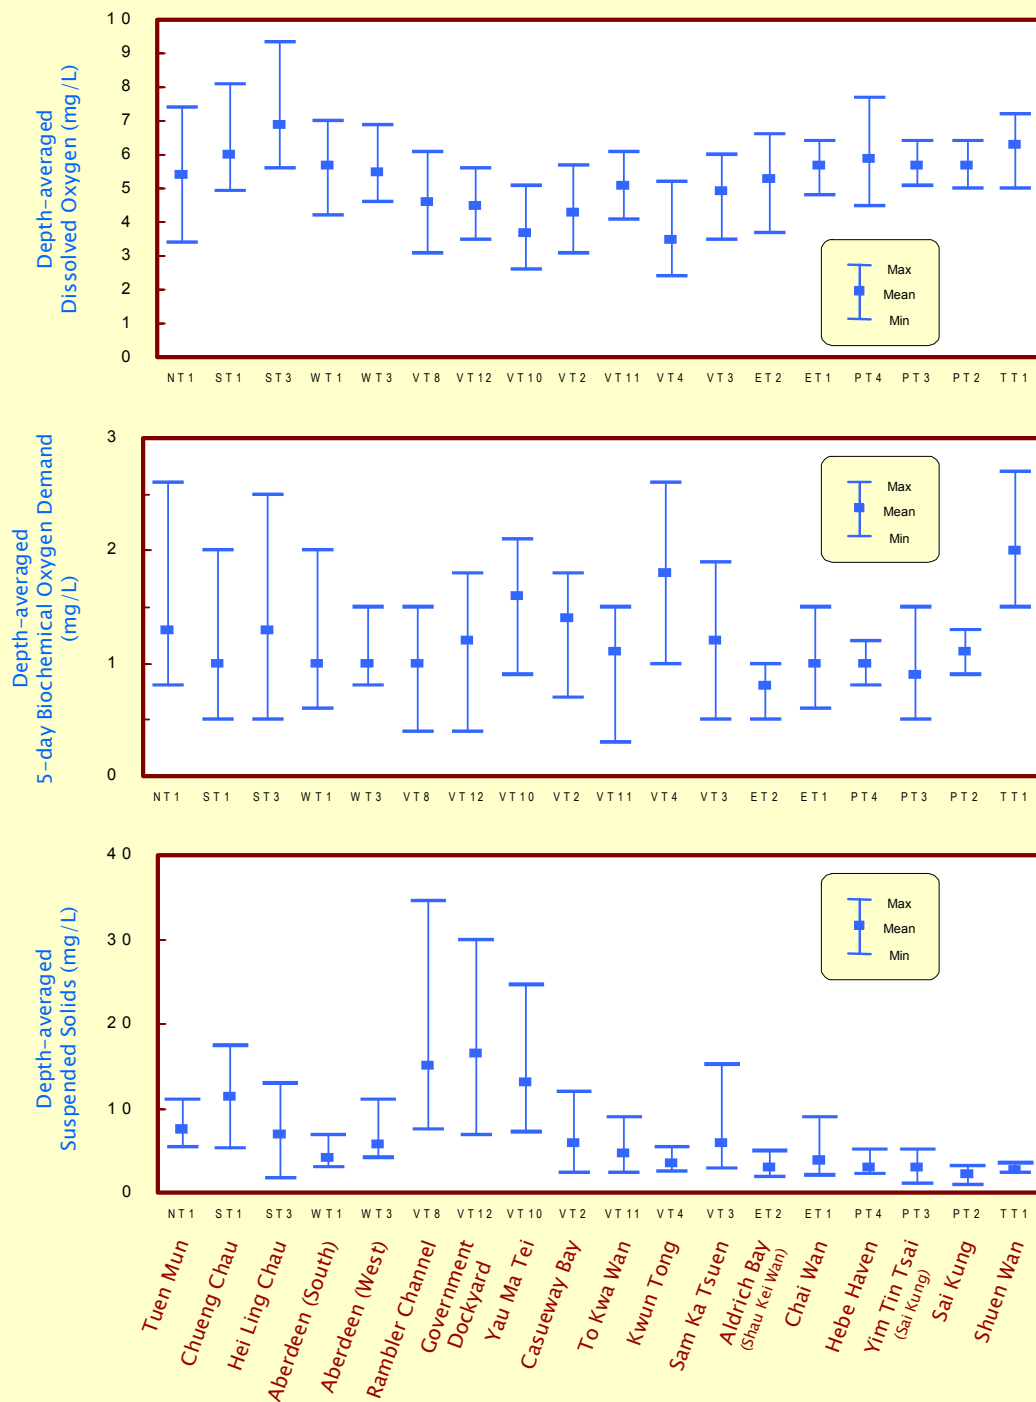 10
9
8
7
6
5
4
3
2
1
0
Depth-averaged
Dissolved Oxygen (mg/L)
Max
Mean
Min
NT1 ST1 ST3 WT1 WT3 VT8 VT12 VT10 VT2 VT11 VT4 VT3 ET2 ET1 PT4 PT3 PT2 TT1
3
2
1
0
Depth-averaged
5-day Biochemical Oxygen Demand
(mg/L)
Max
Mean
Min
NT1 ST1 ST3 WT1 WT3 VT8 VT12 VT10 VT2 VT11 VT4 VT3 ET2 ET1 PT4 PT3 PT2 TT1
40
30
20
10
0
Depth-averaged
Suspended Solids (mg/L)
Max
Mean
Min
NT1 ST1 ST3 WT1 WT3 VT8 VT12 VT10 VT2 VT11 VT4 VT3 ET2 ET1 PT4 PT3 PT2 TT1
Tuen Mun
Chueng Chau
Hei Ling Chau
Aberdeen (South)
Aberdeen (West)
Rambler Channel
Government
Dockyard
Yau Ma Tei
Casueway Bay
To Kwa Wan
Kwun Tong
Sam Ka Tsuen
Aldrich Bay
(Shau Kei Wan)
Chai Wan
Hebe Haven
Yim Tin Tsai
(Sai Kung)
Sai Kung
Shuen Wan